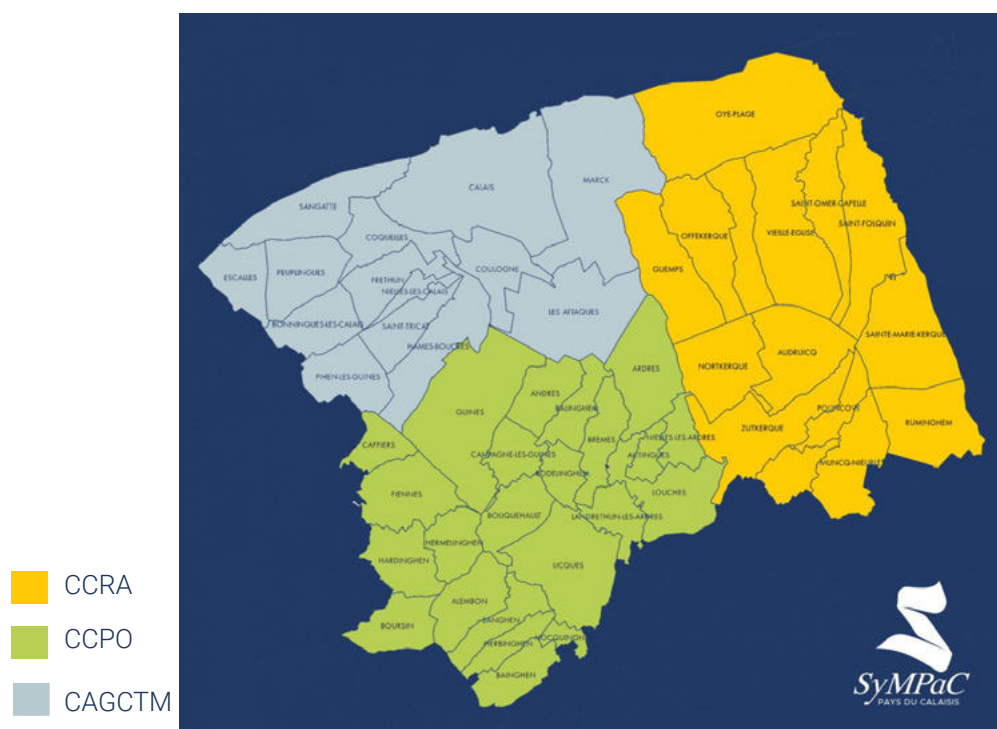 OYE-PLAGE
MARCK
CALAIS
SANGATTE
SAINT-OMER-CAPELLE
SAINT-FOLQUIN
VIEILLE-EGLISE
OFFEKERQUE
COQUELLES
COULOGNE
GUEMPS
PEUPLINGUES
ESCALLES
FRETHUN
NIELLES-LES-CALAIS
LES ATTAQUES
BONNINGUES-LES-CALAIS
SAINT-TRICAT
SAINTE-MARIE-KERQUE
HAMES-BOUCRES
AUDRUICQ
NORTKERQUE
ARDRES
PIHEN-LES-GUINES
ANDRES
BALINGHEM
GUINES
POLINCOVE
RUMINGHEM
ZUTKERQUE
BREMES
NIELLES-LES-ARDRES
CAFFIERS
CAMPAGNE-LES-GUINES
AUTINGUES
MUNCQ-NIEURLET
RODELINGHEM
FIENNES
LOUCHES
BOUQUEHAULT
LANDRETHUN-LES-ARDRES
HERMELINGHEN
HARDINGHEN
LICQUES
ALEMBON
BOURSIN
SANGHEN
HOCQUINGHEN
HERBINGHEN
BAINGHEN
CCRA
CCPO
CAGCTM
SyMPaC
PAYS DU CALAISIS